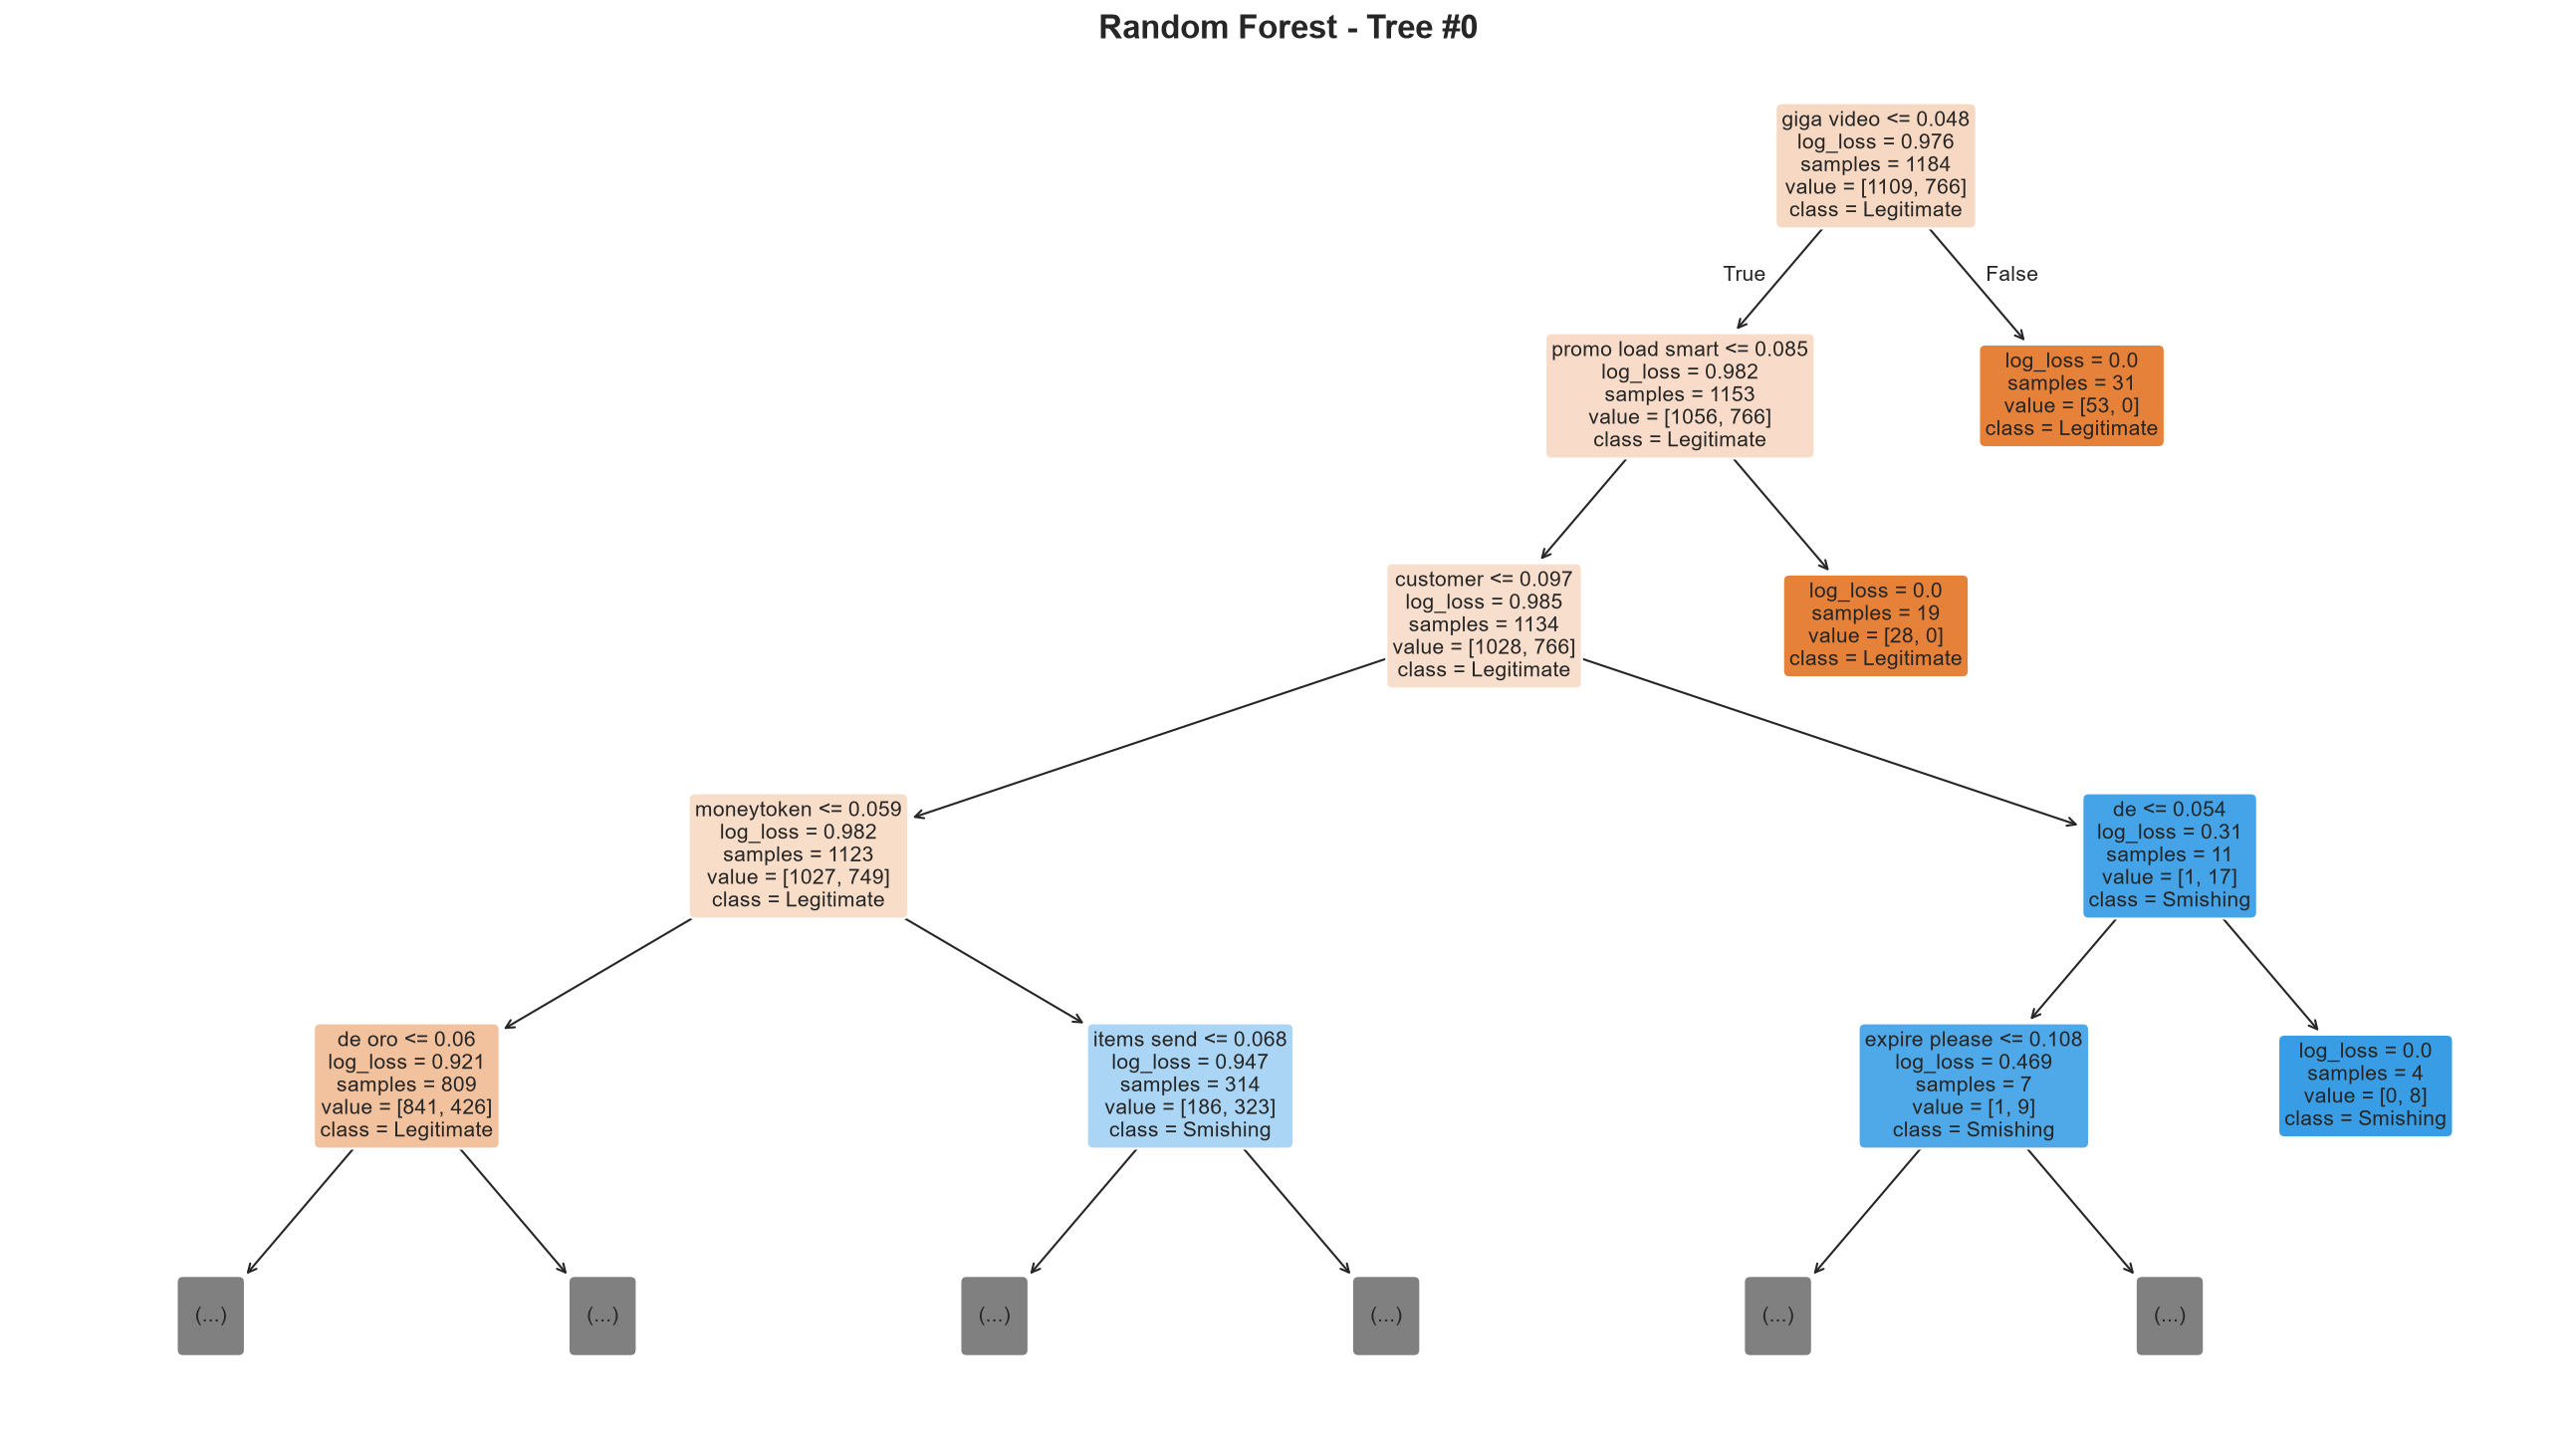 Random Forest - Tree #0
giga video <= 0.048
log_loss = 0.976
samples = 1184
value = [1109, 766]
class = Legitimate
True
False
promo load smart <= 0.085
log_loss = 0.982
samples = 1153
value = [1056, 766]
class = Legitimate
log_loss = 0.0
samples = 31
value = [53, 0]
class = Legitimate
customer <= 0.097
log_loss = 0.985
samples = 1134
value = [1028, 766]
class = Legitimate
log_loss = 0.0
samples = 19
value = [28, 0]
class = Legitimate
moneytoken <= 0.059
log_loss = 0.982
samples = 1123
value = [1027, 749]
class = Legitimate
de <= 0.054
log_loss = 0.31
samples = 11
value = [1, 17]
class = Smishing
de oro <= 0.06
log_loss = 0.921
samples = 809
value = [841, 426]
class = Legitimate
items send <= 0.068
log_loss = 0.947
samples = 314
value = [186, 323]
class = Smishing
expire please <= 0.108
log_loss = 0.469
samples = 7
value = [1, 9]
class = Smishing
log_loss = 0.0
samples = 4
value = [0, 8]
class = Smishing
(...)
(...)
(...)
(...)
(...)
(...)